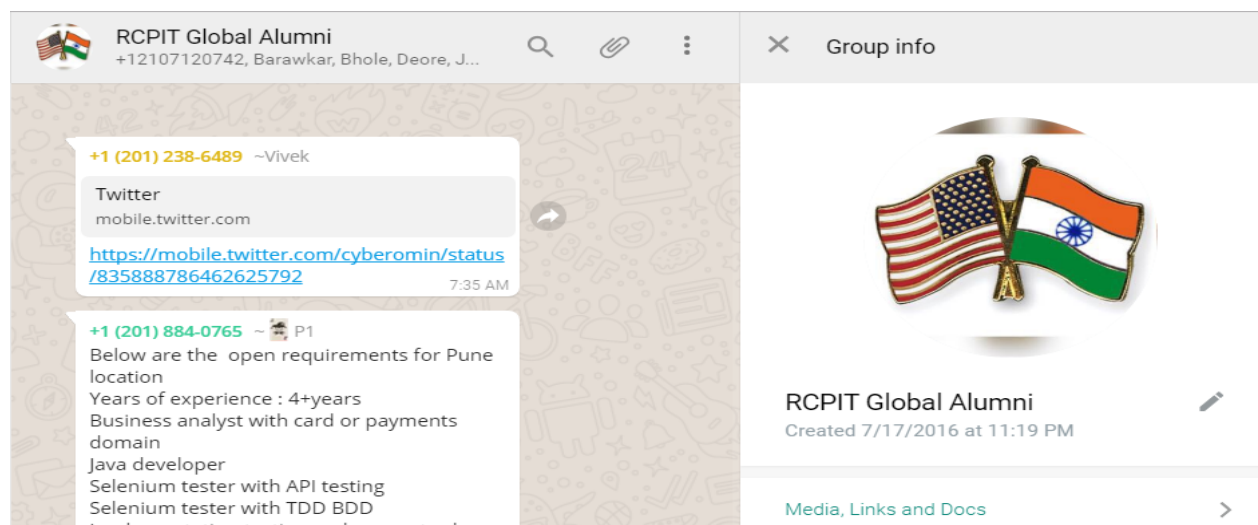 RCPIT Global Alumni
+12107120742, Barawkar, Bhole, Deore, J...
+1 (201) 238-6489 ~Vivek
Twitter
mobile.twitter.com
https://mobile.twitter.com/cyberomin/status
/835888786462625792
7:35 AM
+1 (201) 884-0765 ~ P1
Below are the open requirements for Pune
location
Years of experience : 4+years
Business analyst with card or payments
domain
Java developer
Selenium tester with API testing
Selenium tester with TDD BDD
Group info
RCPIT Global Alumni
Created 7/17/2016 at 11:19 PM
Media, Links and Docs